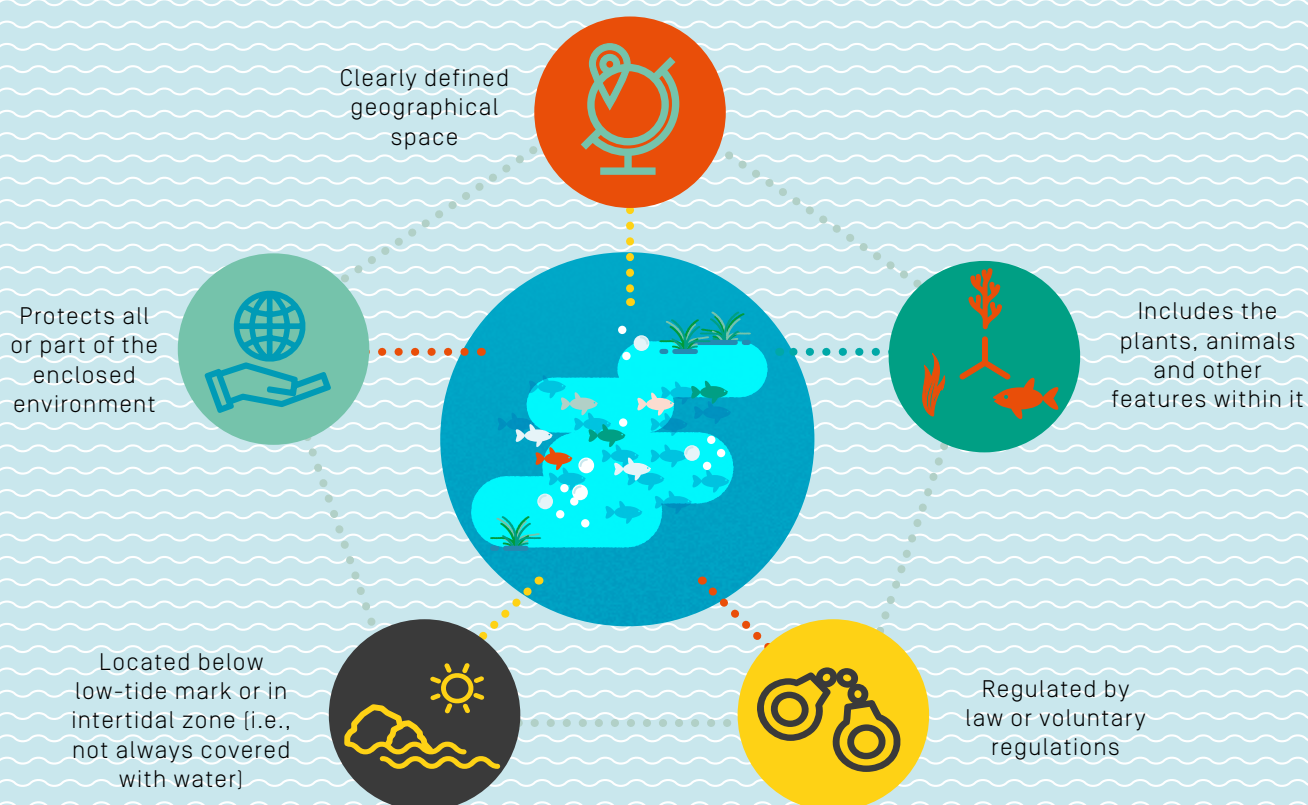 Clearly defined
geographical
space
Protects all
or part of the
enclosed
environment
Includes the
plants, animals
and other
features within it
Located below
low-tide mark or in
intertidal zone (i.e.,
not always covered
with water)
Regulated by
law or voluntary
regulations